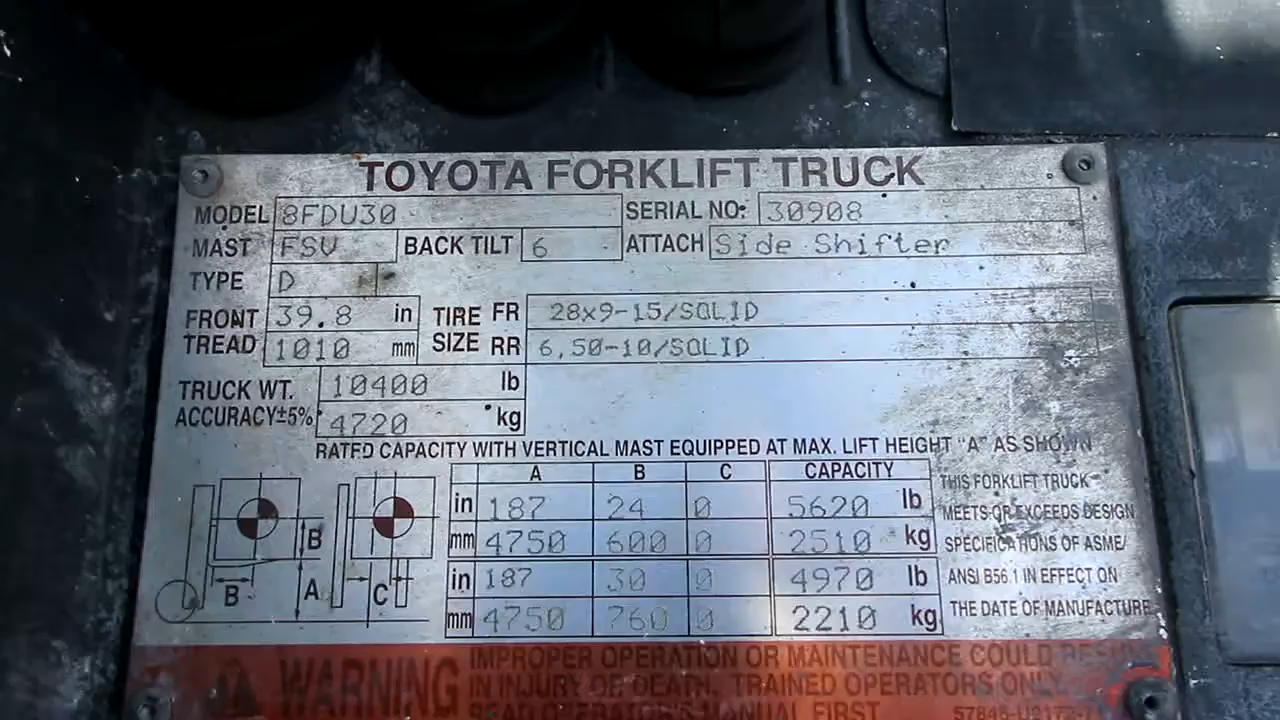 TOYOTA FORKLIFT TRUCK
MODEL 8FDU30 SERIAL NO: 30908
MAST FSV BACK TILT 6 ATTACH Side Shifter
TYPE D
FRONT TREAD 39.8 in TIRE SIZE FR 28x9-15/SOLID
1010 mm RR 6.50-10/SOLID
TRUCK WT. 10400 lb
ACCURACY±5% 4720 kg
RATED CAPACITY WITH VERTICAL MAST EQUIPPED AT MAX. LIFT HEIGHT "A" AS SHOWN
A B C CAPACITY
in 187 24 0 5620 lb
mm 4750 600 0 2510 kg
in 187 30 0 4970 lb
mm 4750 760 0 2210 kg
B
B A C
THIS FORKLIFT TRUCK
MEETS OR EXCEEDS DESIGN
SPECIFICATIONS OF ASME/
ANSI B56.1 IN EFFECT ON
THE DATE OF MANUFACTURE
WARNING
IMPROPER OPERATION OR MAINTENANCE COULD RESULT
IN INJURY OR DEATH. TRAINED OPERATORS ONLY.
READ OPERATOR'S MANUAL FIRST